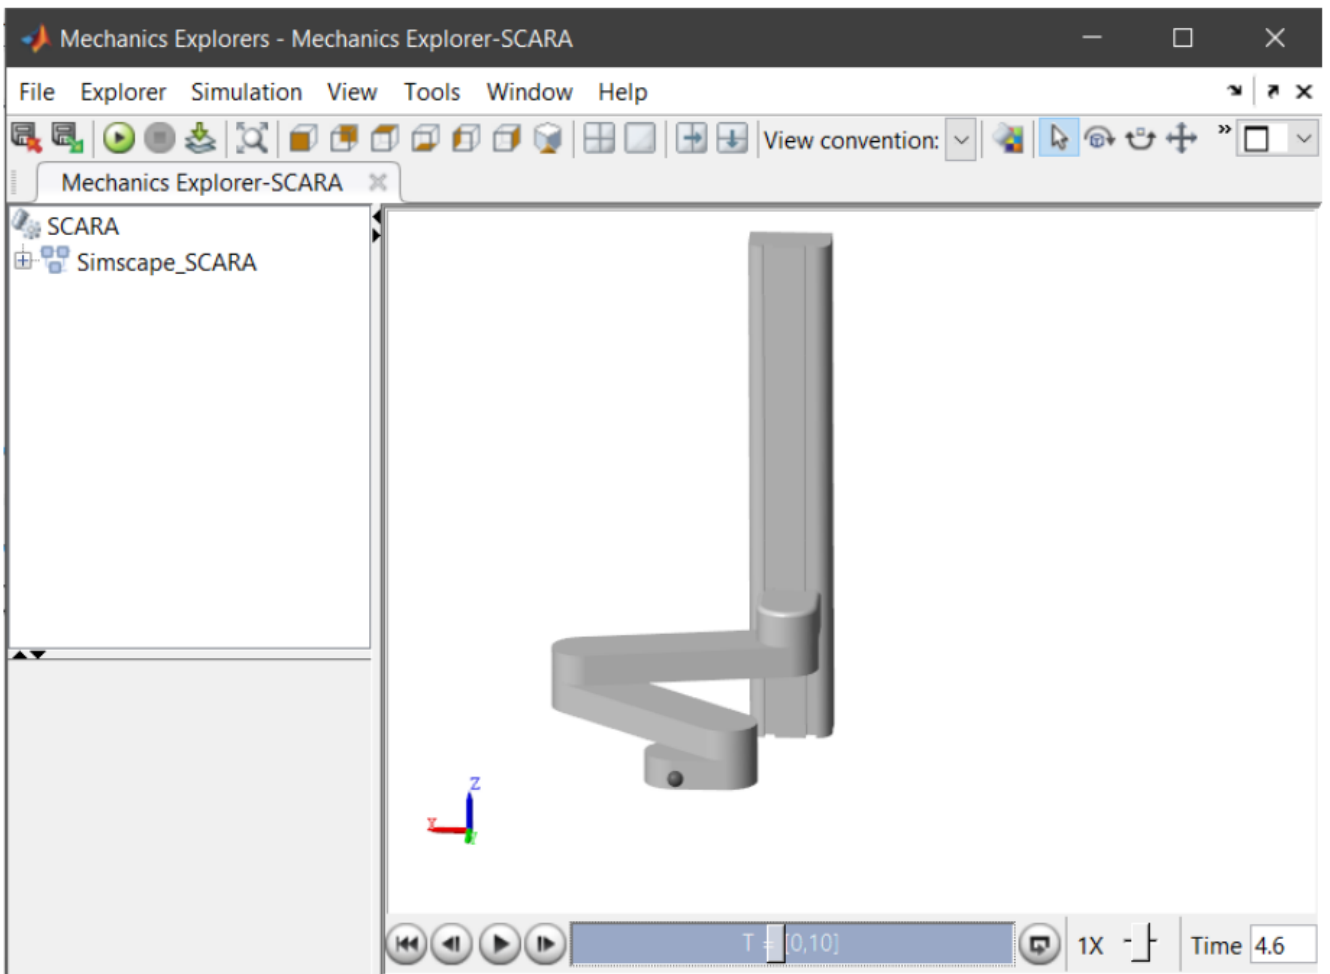 Mechanics Explorers - Mechanics Explorer-SCARA
File Explorer Simulation View Tools Window Help
View convention:
»
Mechanics Explorer-SCARA
SCARA
Simscape_SCARA
Z
X
Y
T = [0,10]
1X
Time 4.6